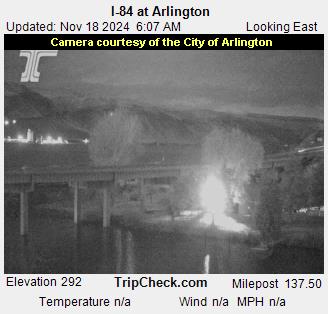 I-84 at Arlington
Updated: Nov 18 2024 6:07 AM Looking East
Camera courtesy of the City of Arlington
Elevation 292 TripCheck.com Milepost 137.50
Temperature n/a Wind n/a MPH n/a